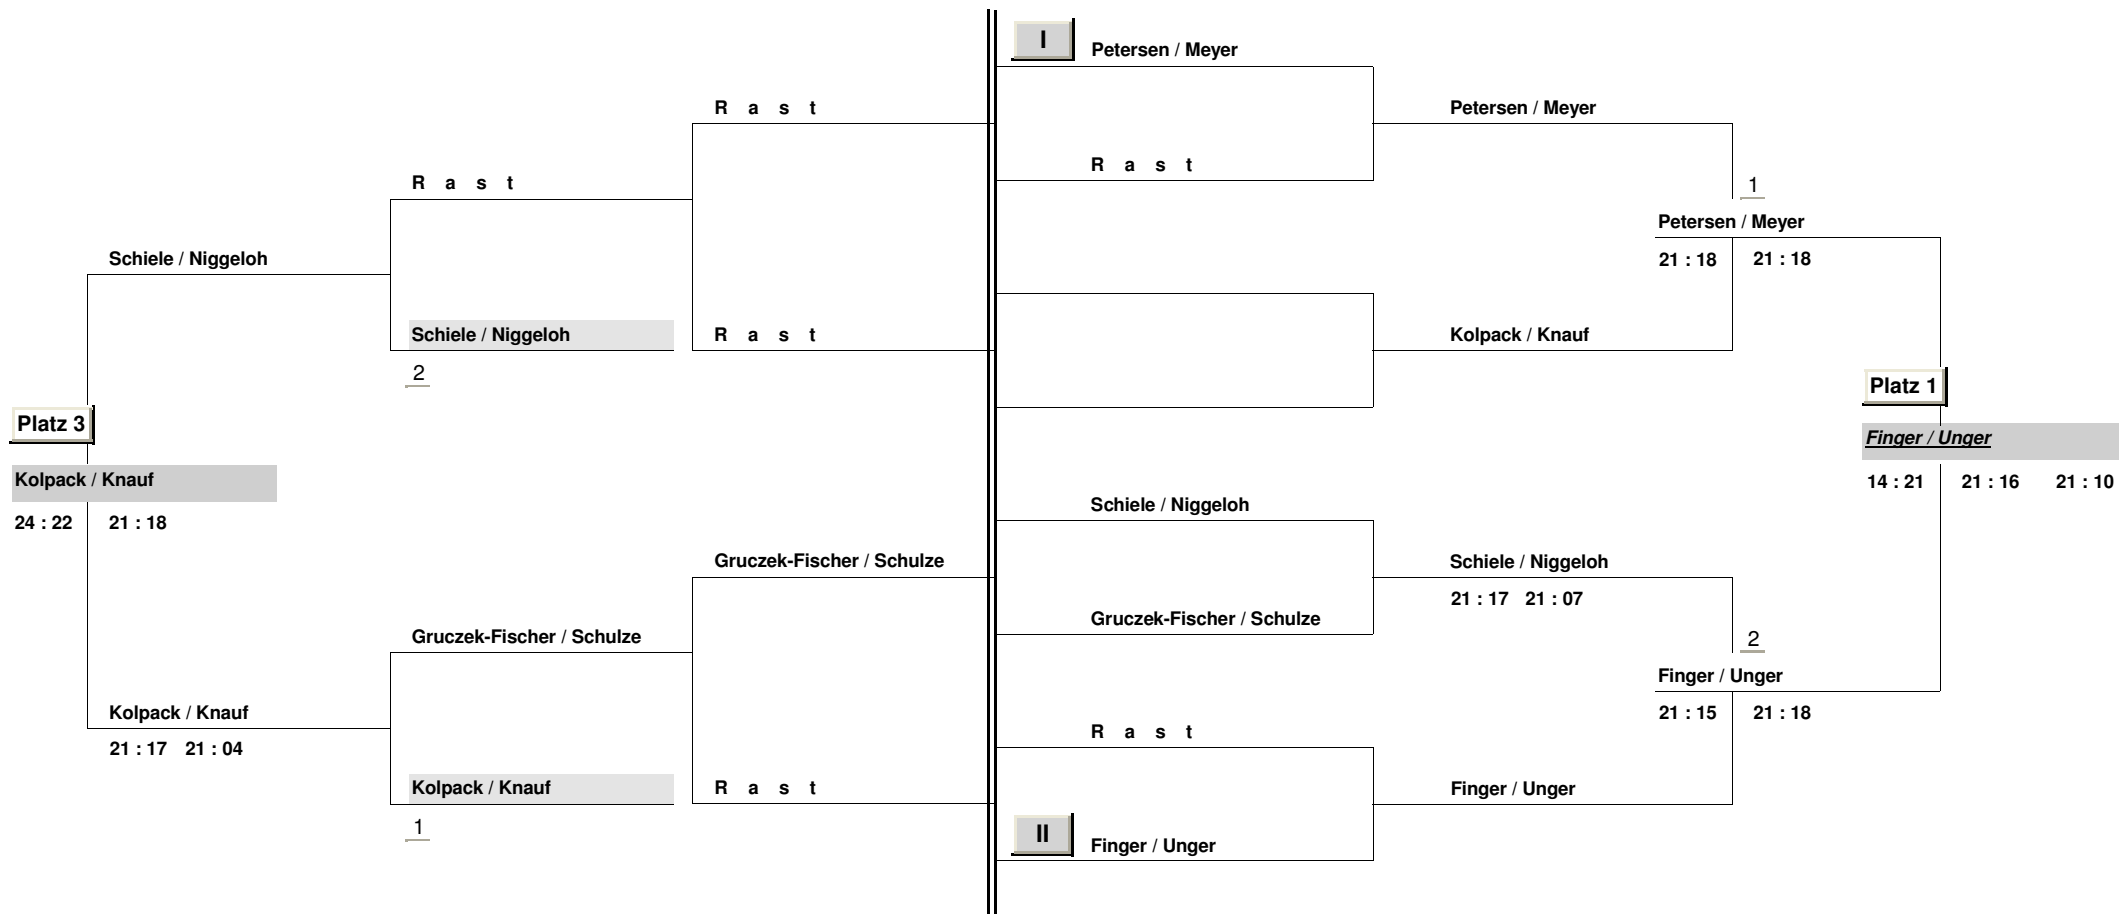 I
Petersen / Meyer
R a s t
Petersen / Meyer
R a s t
R a s t
1
Petersen / Meyer
Schiele / Niggeloh
21 : 18 21 : 18
Schiele / Niggeloh
R a s t
Kolpack / Knauf
2
Platz 1
Platz 3
Finger / Unger
Kolpack / Knauf
14 : 21 21 : 16 21 : 10
24 : 22 21 : 18
Schiele / Niggeloh
Gruczek-Fischer / Schulze
Schiele / Niggeloh
21 : 17 21 : 07
Gruczek-Fischer / Schulze
Gruczek-Fischer / Schulze
2
Finger / Unger
Kolpack / Knauf
21 : 15 21 : 18
R a s t
21 : 17 21 : 04
Kolpack / Knauf
R a s t
Finger / Unger
1
II
Finger / Unger